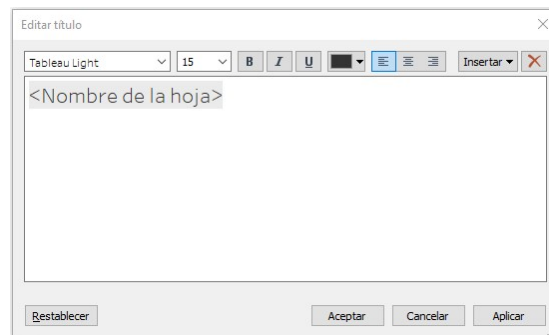 Editar título
Tableau Light 15 B I U Insertar
<Nombre de la hoja>
Restablecer Aceptar Cancelar Aplicar